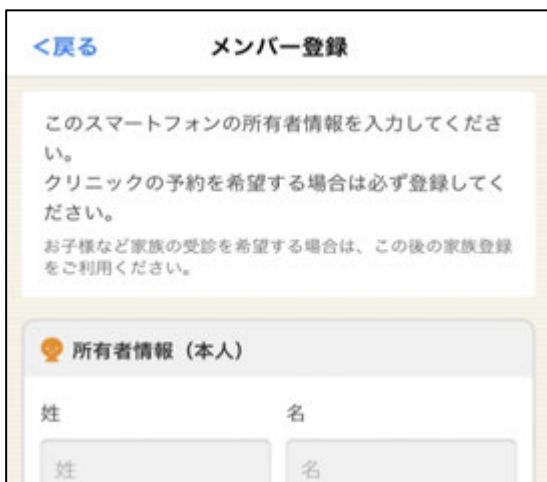 <戻る メンバー登録
このスマートフォンの所有者情報を入力してくださ
い。
クリニックの予約を希望する場合は必ず登録してく
ださい。
お子様など家族の受診を希望する場合は、この後の家族登録
をご利用ください。
所有者情報（本人）
姓 名
姓 名